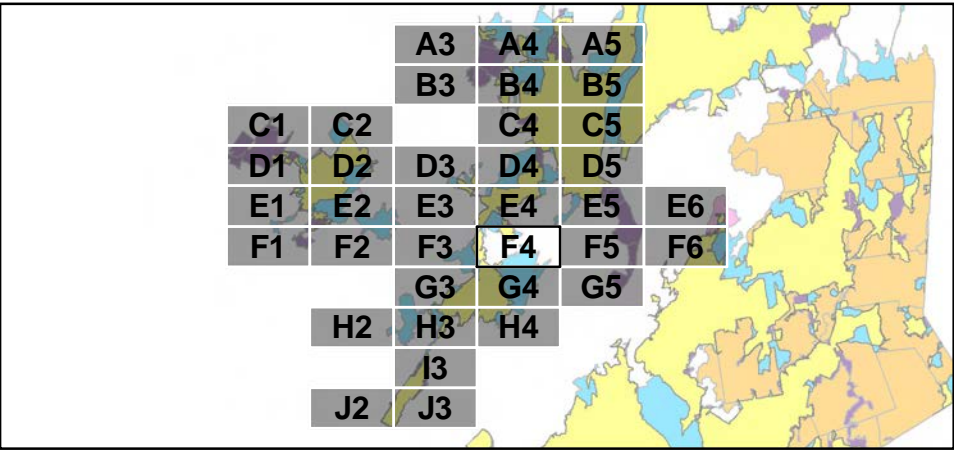 A3 A4 A5
B3 B4 B5
C1 C2 C4 C5
D1 D2 D3 D4 D5
E1 E2 E3 E4 E5 E6
F1 F2 F3 F4 F5 F6
G3 G4 G5
H2 H3 H4
I3
J2 J3